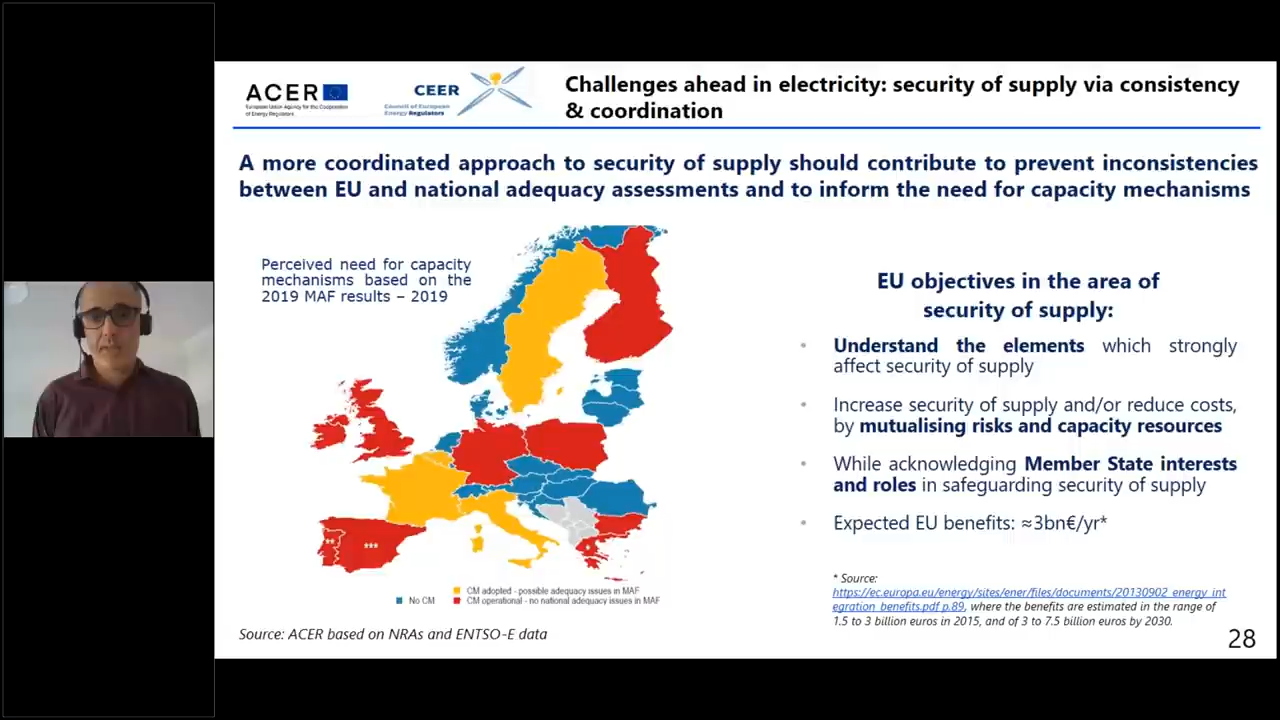 ACER
European Union Agency for the Cooperation
of Energy Regulators
CEER
Council of European
Energy Regulators
Challenges ahead in electricity: security of supply via consistency
& coordination
A more coordinated approach to security of supply should contribute to prevent inconsistencies
between EU and national adequacy assessments and to inform the need for capacity mechanisms
Perceived need for capacity
mechanisms based on the
2019 MAF results – 2019
**
***
*
No CM
CM adopted - possible adequacy issues in MAF
CM operational - no national adequacy issues in MAF
Source: ACER based on NRAs and ENTSO-E data
EU objectives in the area of
security of supply:
• Understand the elements which strongly
affect security of supply
• Increase security of supply and/or reduce costs,
by mutualising risks and capacity resources
• While acknowledging Member State interests
and roles in safeguarding security of supply
• Expected EU benefits: ≈3bn€/yr*
* Source:
https://ec.europa.eu/energy/sites/ener/files/documents/20130902_energy_int
egration_benefits.pdf p.89, where the benefits are estimated in the range of
1.5 to 3 billion euros in 2015, and of 3 to 7.5 billion euros by 2030.
28